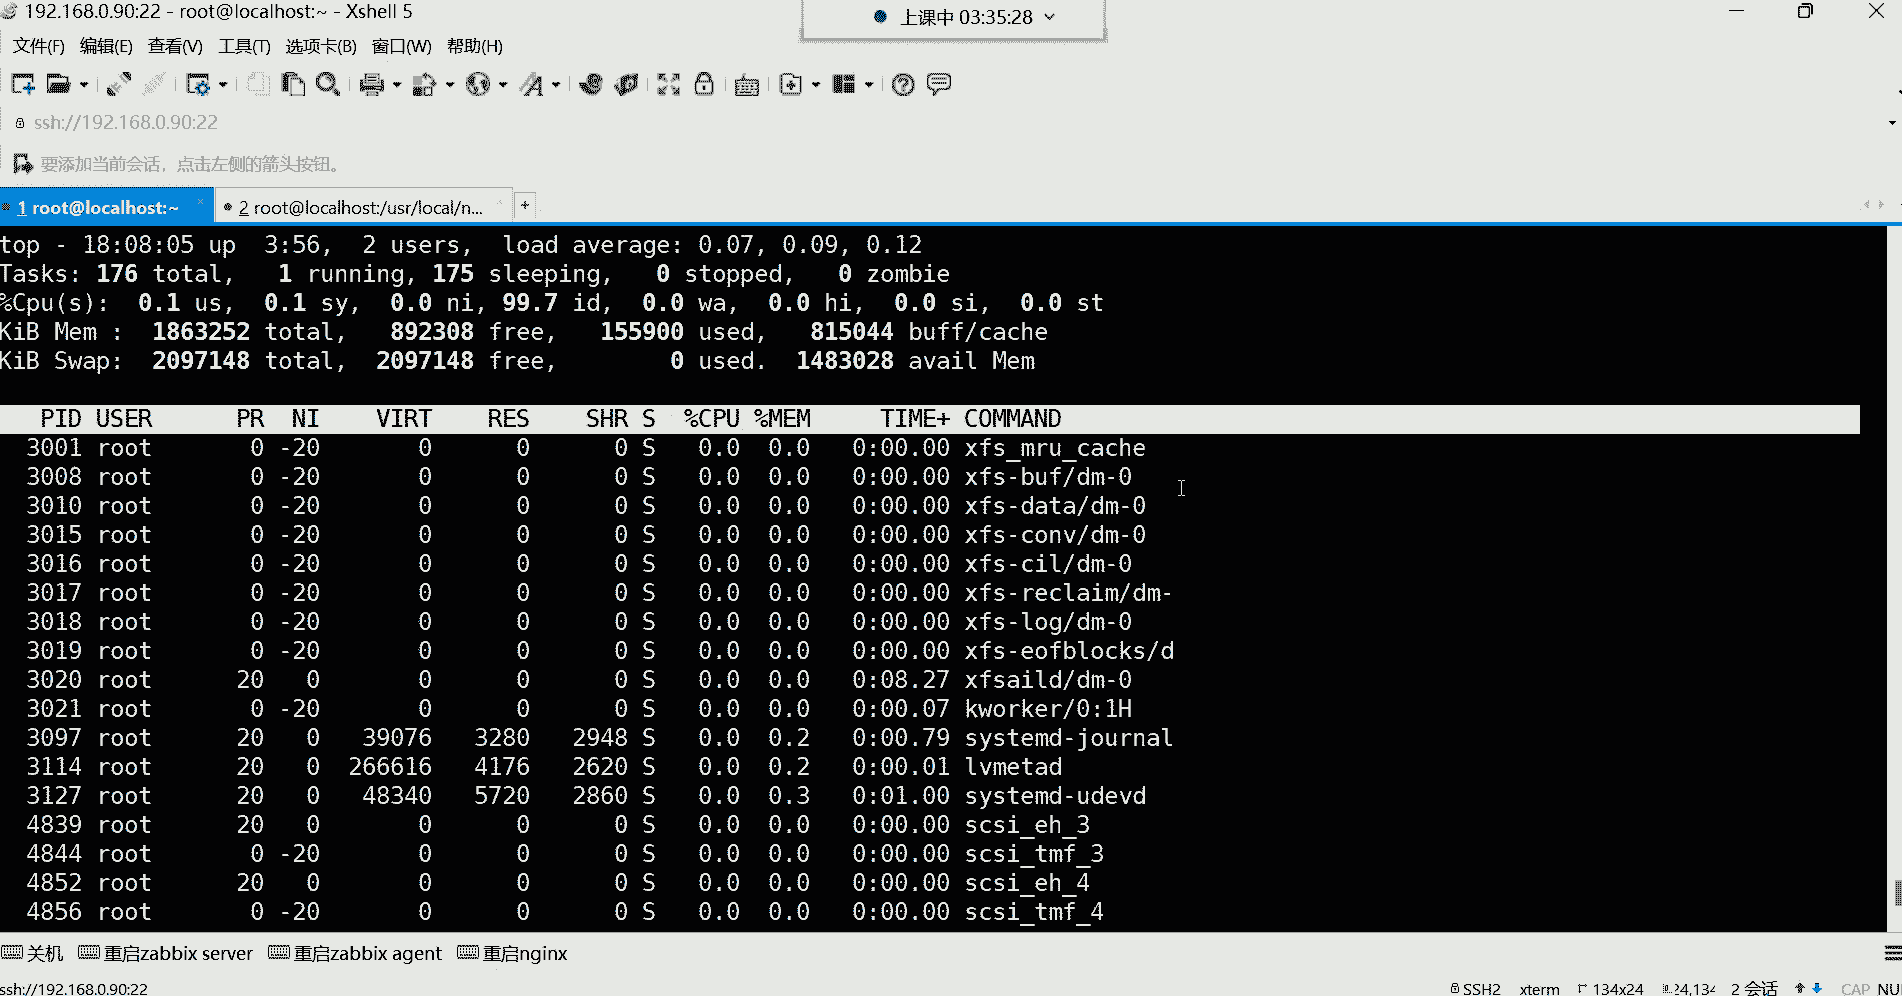 192.168.0.90:22 - root@localhost:~ - Xshell 5
上课中 03:35:28
文件(F) 编辑(E) 查看(V) 工具(T) 选项卡(B) 窗口(W) 帮助(H)
ssh://192.168.0.90:22
要添加当前会话，点击左侧的箭头按钮。
1 root@localhost:~ 2 root@localhost:/usr/local/n... +
top - 18:08:05 up  3:56,  2 users,  load average: 0.07, 0.09, 0.12
Tasks: 176 total,   1 running, 175 sleeping,   0 stopped,   0 zombie
%Cpu(s):  0.1 us,  0.1 sy,  0.0 ni, 99.7 id,  0.0 wa,  0.0 hi,  0.0 si,  0.0 st
KiB Mem :  1863252 total,   892308 free,   155900 used,   815044 buff/cache
KiB Swap:  2097148 total,  2097148 free,        0 used.  1483028 avail Mem
PID USER      PR  NI    VIRT    RES    SHR S  %CPU %MEM     TIME+ COMMAND
3001 root       0 -20       0      0      0 S   0.0  0.0   0:00.00 xfs_mru_cache
3008 root       0 -20       0      0      0 S   0.0  0.0   0:00.00 xfs-buf/dm-0
3010 root       0 -20       0      0      0 S   0.0  0.0   0:00.00 xfs-data/dm-0
3015 root       0 -20       0      0      0 S   0.0  0.0   0:00.00 xfs-conv/dm-0
3016 root       0 -20       0      0      0 S   0.0  0.0   0:00.00 xfs-cil/dm-0
3017 root       0 -20       0      0      0 S   0.0  0.0   0:00.00 xfs-reclaim/dm-
3018 root       0 -20       0      0      0 S   0.0  0.0   0:00.00 xfs-log/dm-0
3019 root       0 -20       0      0      0 S   0.0  0.0   0:00.00 xfs-eofblocks/d
3020 root      20   0       0      0      0 S   0.0  0.0   0:08.27 xfsaild/dm-0
3021 root       0 -20       0      0      0 S   0.0  0.0   0:00.07 kworker/0:1H
3097 root      20   0   39076   3280   2948 S   0.0  0.2   0:00.79 systemd-journal
3114 root      20   0  266616   4176   2620 S   0.0  0.2   0:00.01 lvmetad
3127 root      20   0   48340   5720   2860 S   0.0  0.3   0:01.00 systemd-udevd
4839 root      20   0       0      0      0 S   0.0  0.0   0:00.00 scsi_eh_3
4844 root       0 -20       0      0      0 S   0.0  0.0   0:00.00 scsi_tmf_3
4852 root      20   0       0      0      0 S   0.0  0.0   0:00.00 scsi_eh_4
4856 root       0 -20       0      0      0 S   0.0  0.0   0:00.00 scsi_tmf_4
关机 重启zabbix server 重启zabbix agent 重启nginx
ssh://192.168.0.90:22 SSH2 xterm 134x24 24,134 2 会话 CAP NU